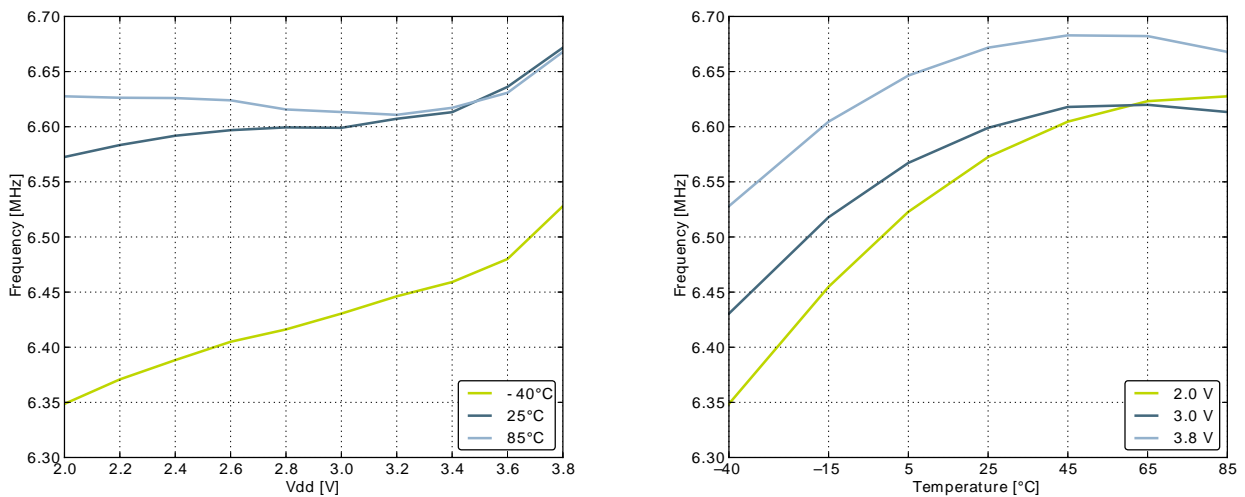 6.70
6.65
6.60
6.55
6.50
6.45
6.40
6.35
6.30
Frequency [MHz]
2.0 2.2 2.4 2.6 2.8 3.0 3.2 3.4 3.6 3.8
Vdd [V]
-40°C
25°C
85°C
6.70
6.65
6.60
6.55
6.50
6.45
6.40
6.35
6.30
Frequency [MHz]
–40 –15 5 25 45 65 85
Temperature [°C]
2.0 V
3.0 V
3.8 V